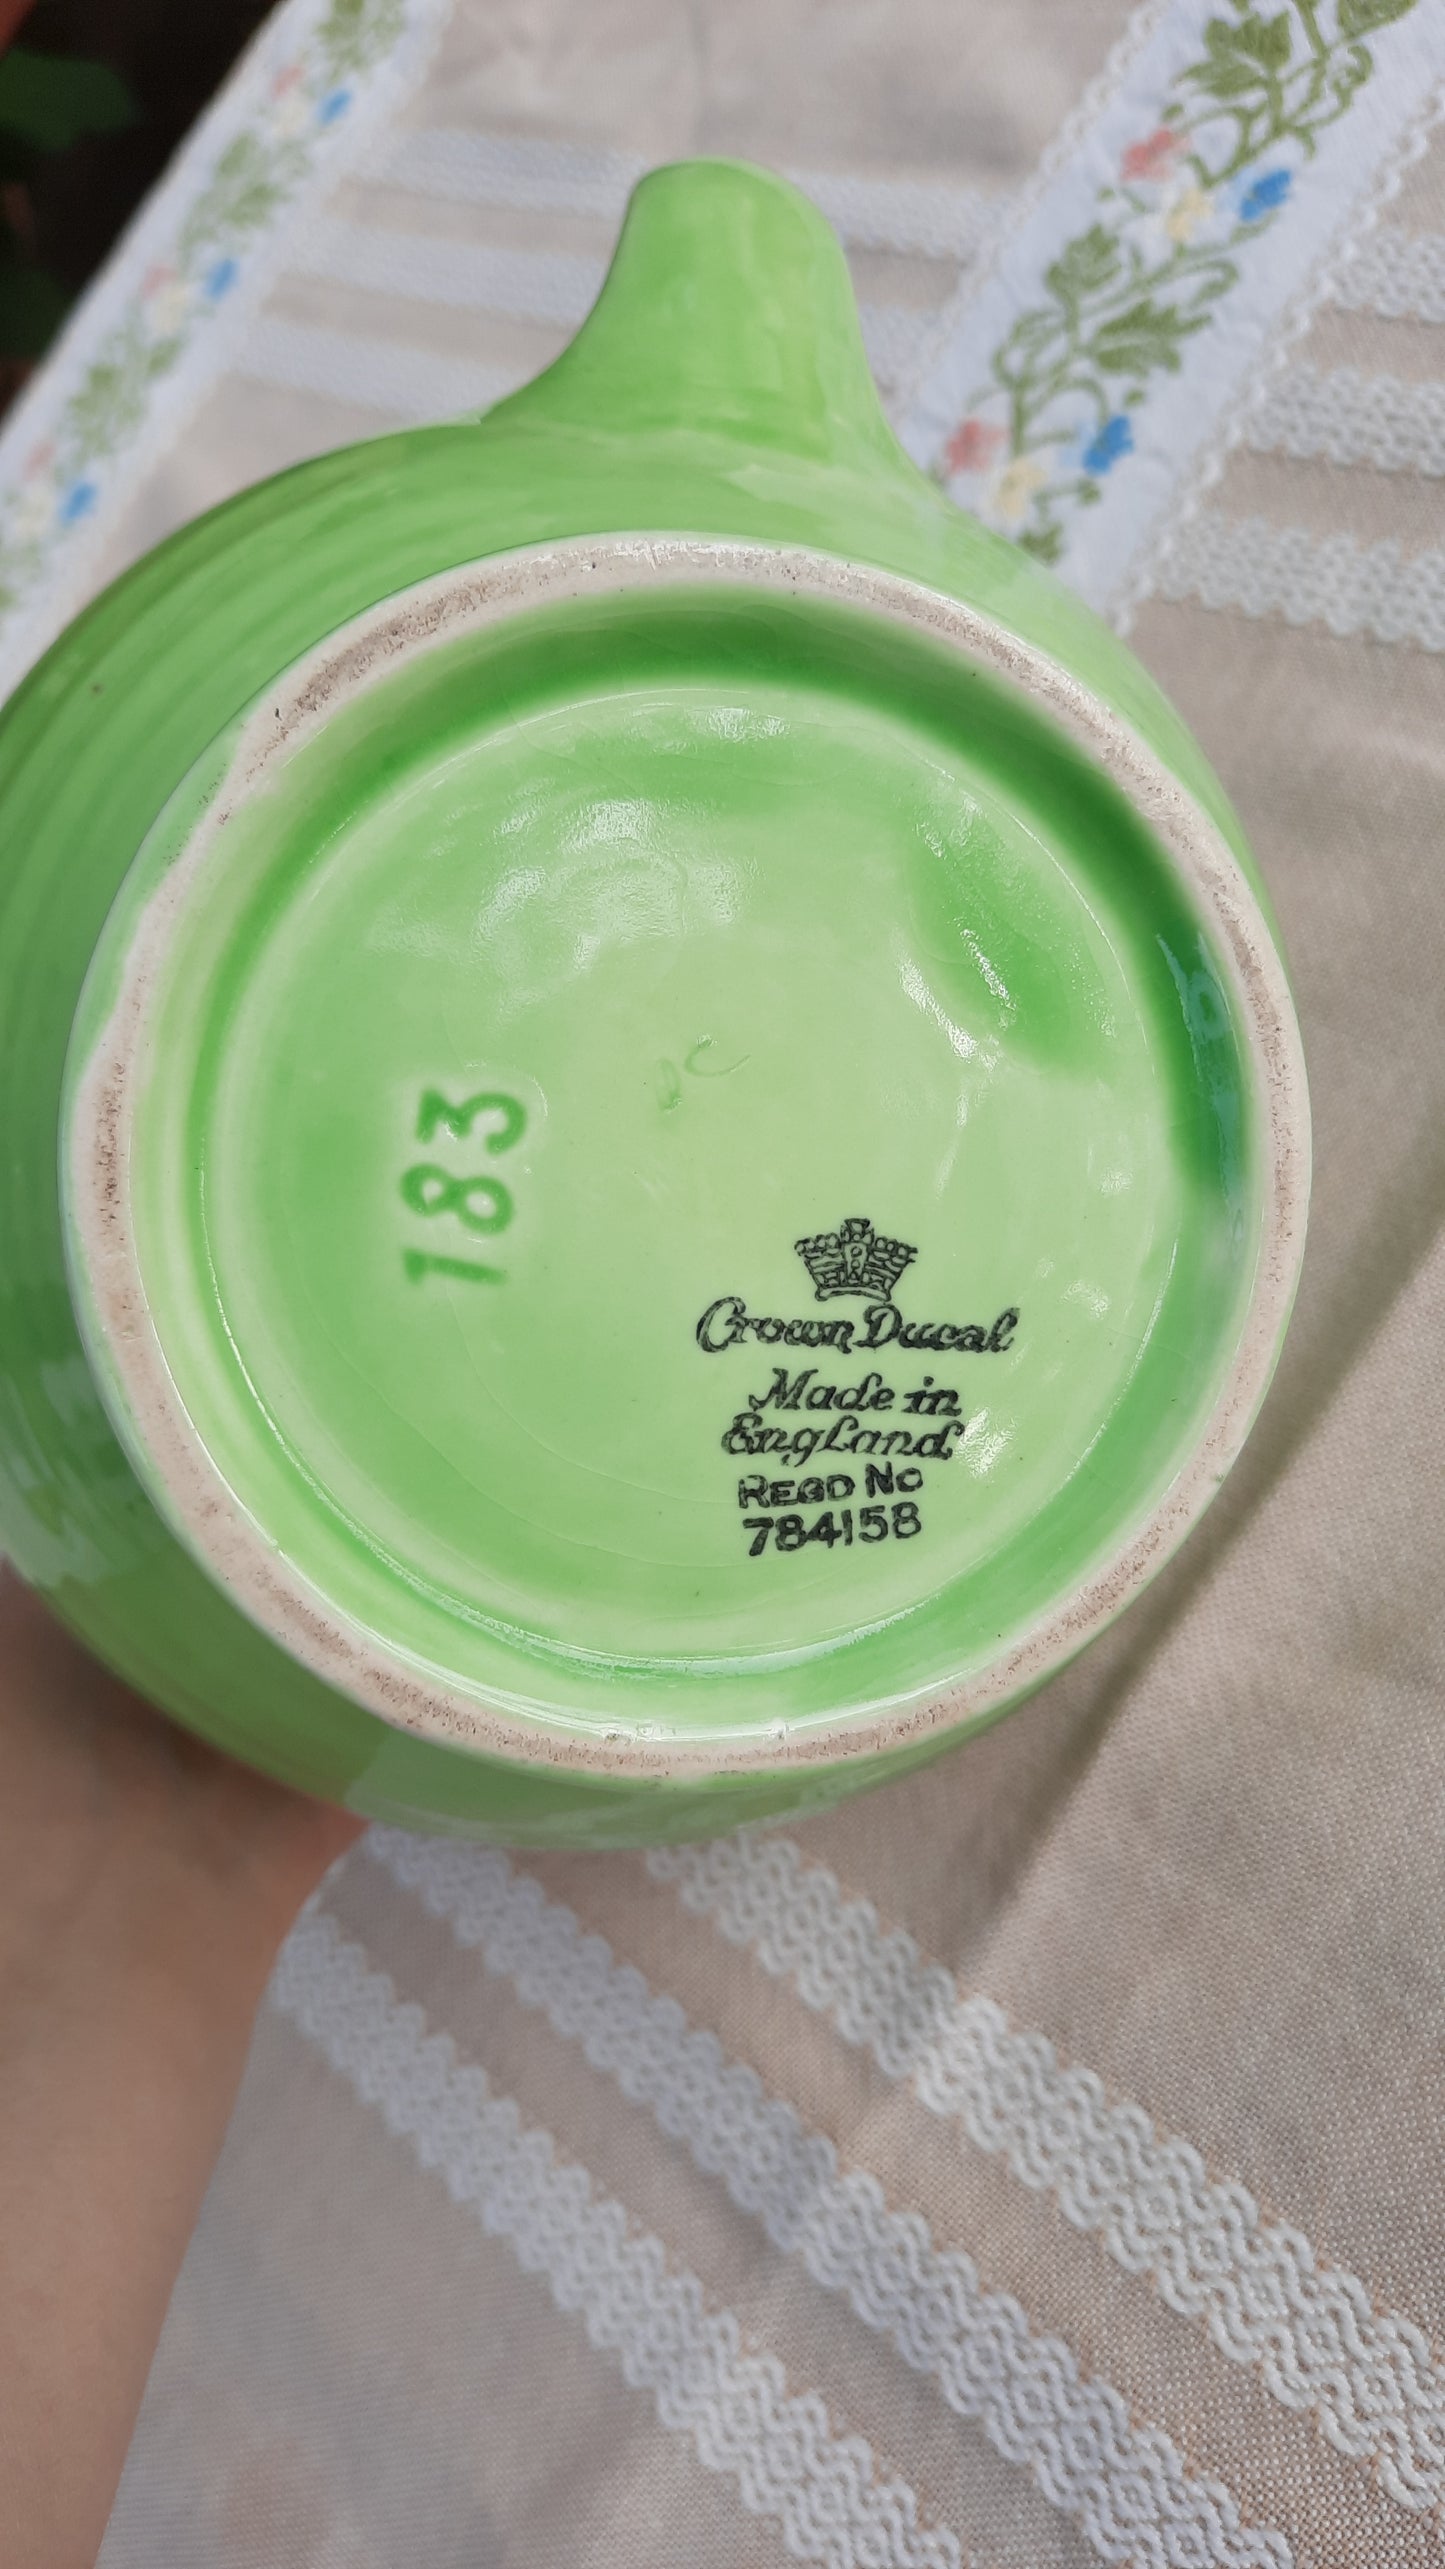 183
Crown Ducal
Made in
England
REGD NO
784158